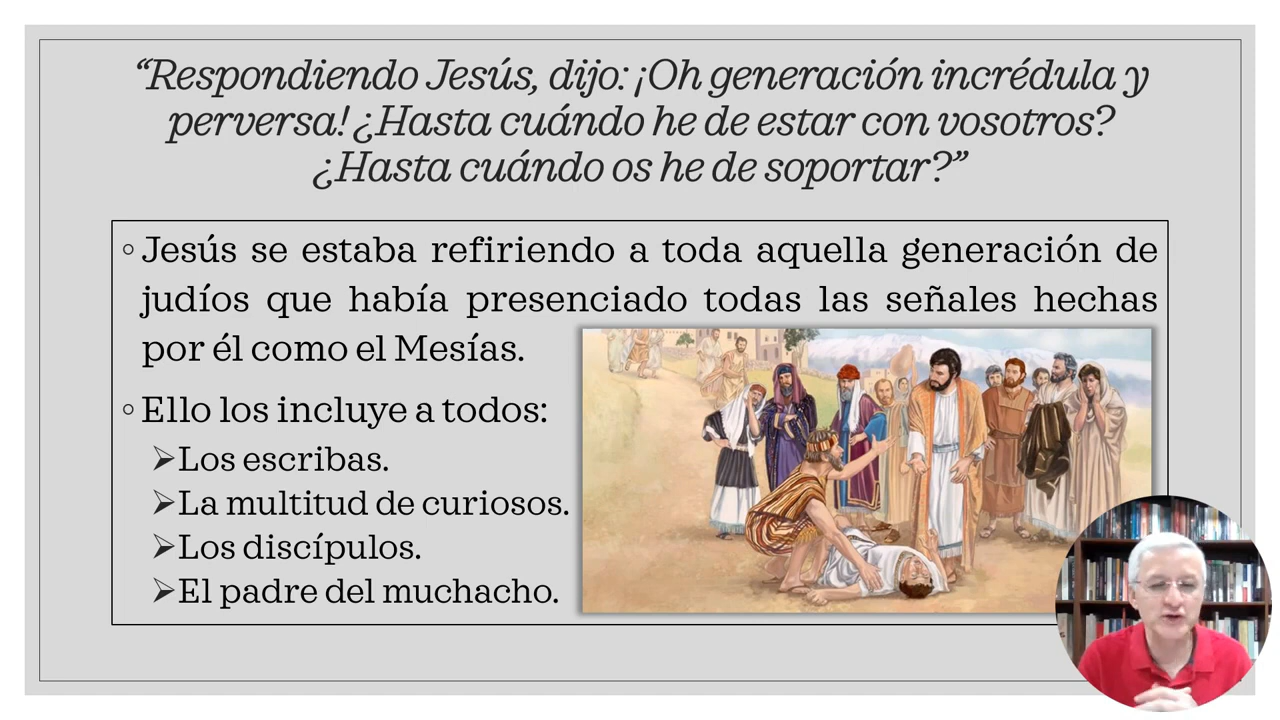 “Respondiendo Jesús, dijo: ¡Oh generación incrédula y
perversa! ¿Hasta cuándo he de estar con vosotros?
¿Hasta cuándo os he de soportar?”
◦ Jesús se estaba refiriendo a toda aquella generación de
judíos que había presenciado todas las señales hechas
por él como el Mesías.
◦ Ello los incluye a todos:
➢ Los escribas.
➢ La multitud de curiosos.
➢ Los discípulos.
➢ El padre del muchacho.